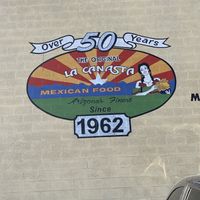 Over 50 Years
THE ORIGINAL
LA CANASTA
MEXICAN FOOD
Arizona's Finest
Since
1962
M